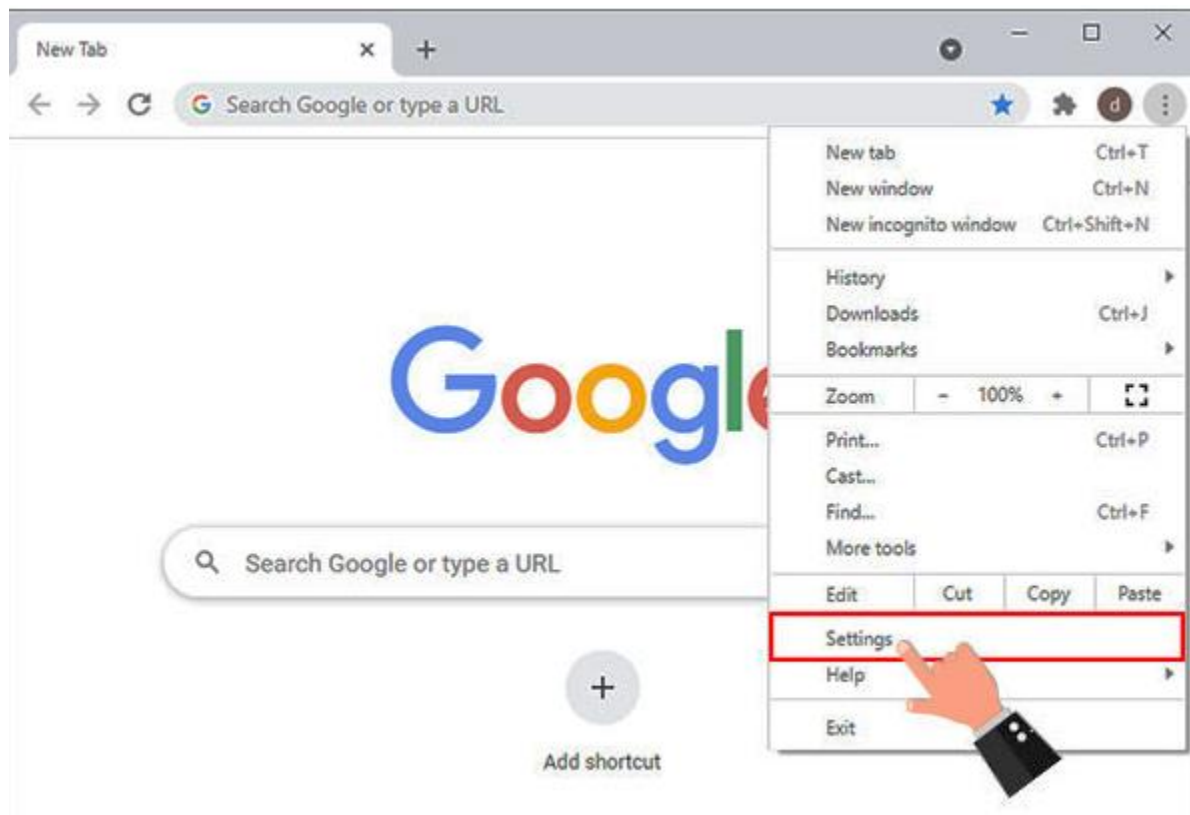 New Tab
Search Google or type a URL
d
New tab Ctrl+T
New window Ctrl+N
New incognito window Ctrl+Shift+N
History
Downloads Ctrl+J
Bookmarks
Google
Zoom - 100% +
Print... Ctrl+P
Cast...
Find... Ctrl+F
More tools
Search Google or type a URL
Edit Cut Copy Paste
Settings
Help
Exit
Add shortcut